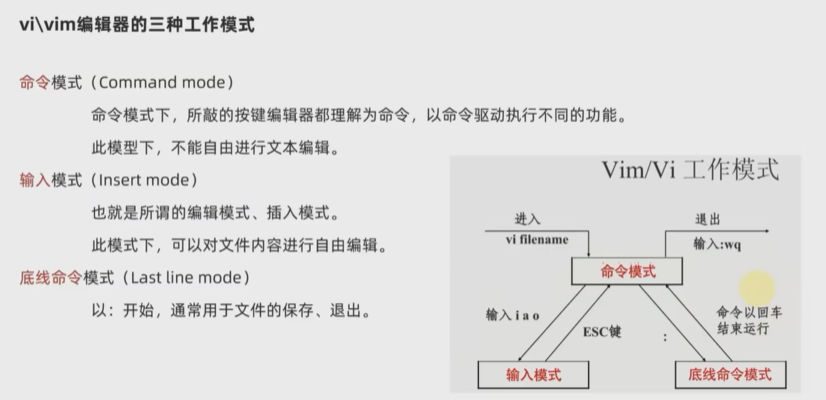 vi\vim编辑器的三种工作模式
命令模式（Command mode）
命令模式下，所敲的按键编辑器都理解为命令，以命令驱动执行不同的功能。
此模型下，不能自由进行文本编辑。
输入模式（Insert mode）
也就是所谓的编辑模式、插入模式。
此模式下，可以对文件内容进行自由编辑。
底线命令模式（Last line mode）
以：开始，通常用于文件的保存、退出。
Vim/Vi 工作模式
进入
vi filename
退出
输入:wq
命令模式
输入 i a o
ESC键
:
命令以回车
结束运行
输入模式
底线命令模式